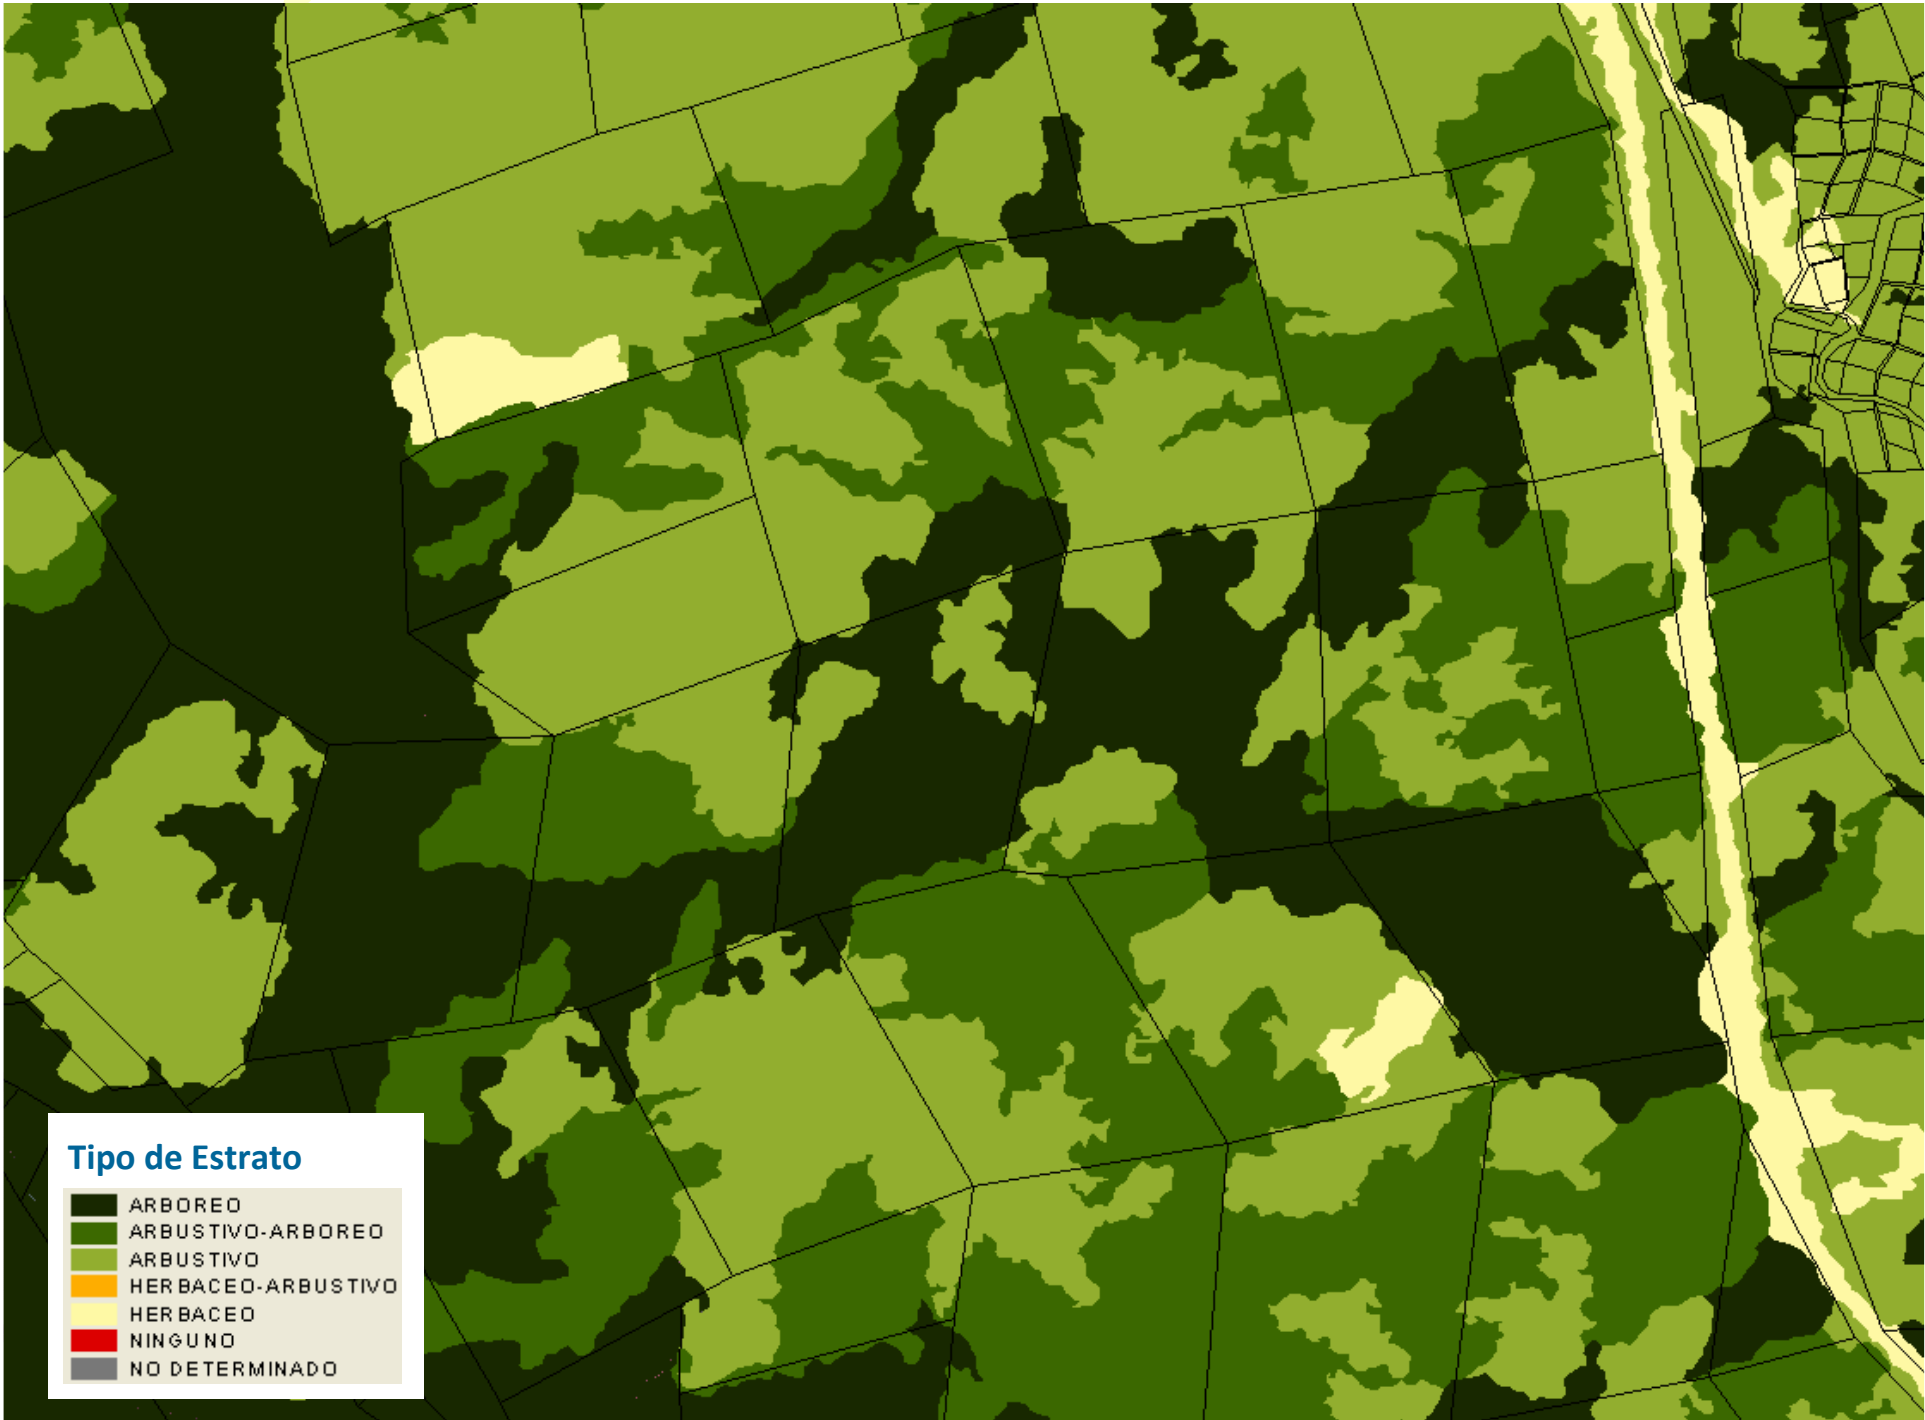 Tipo de Estrato
ARBOREO
ARBUSTIVO-ARBOREO
ARBUSTIVO
HERBACEO-ARBUSTIVO
HERBACEO
NINGUNO
NO DETERMINADO